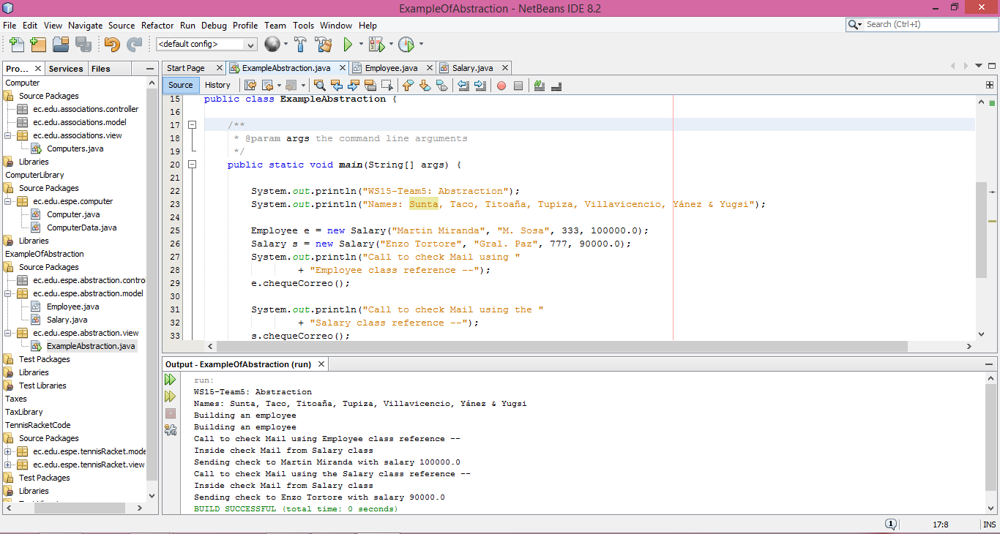 ExampleOfAbstraction - NetBeans IDE 8.2
File Edit View Navigate Source Refactor Run Debug Profile Team Tools Window Help
Search (Ctrl+I)
<default config>
Pro... Services Files
Computer
Source Packages
ec.edu.associations.controller
ec.edu.associations.model
ec.edu.associations.view
Computers.java
Libraries
ComputerLibrary
Source Packages
ec.edu.espe.computer
Computer.java
ComputerData.java
Libraries
ExampleOfAbstraction
Source Packages
ec.edu.espe.abstraction.contro
ec.edu.espe.abstraction.model
Employee.java
Salary.java
ec.edu.espe.abstraction.view
ExampleAbstraction.java
Test Packages
Libraries
Test Libraries
Taxes
TaxLibrary
TennisRacketCode
Source Packages
ec.edu.espe.tennisRacket.mode
ec.edu.espe.tennisRacket.view
Test Packages
Libraries
Start Page ExampleAbstraction.java Employee.java Salary.java
Source History
15 public class ExampleAbstraction {
16
17 /**
18 * @param args the command line arguments
19 */
20 public static void main(String[] args) {
21
22 System.out.println("WS15-Team5: Abstraction");
23 System.out.println("Names: Sunta, Taco, Titoaña, Tupiza, Villavicencio, Yánez & Yugsi");
24
25 Employee e = new Salary("Martin Miranda", "M. Sosa", 333, 100000.0);
26 Salary s = new Salary("Enzo Tortore", "Gral. Paz", 777, 90000.0);
27 System.out.println("Call to check Mail using "
28 + "Employee class reference --");
29 e.chequeCorreo();
30
31 System.out.println("Call to check Mail using the "
32 + "Salary class reference --");
33 s.chequeCorreo();
Output - ExampleOfAbstraction (run)
run:
WS15-Team5: Abstraction
Names: Sunta, Taco, Titoaña, Tupiza, Villavicencio, Yánez & Yugsi
Building an employee
Building an employee
Call to check Mail using Employee class reference --
Inside check Mail from Salary class
Sending check to Martin Miranda with salary 100000.0
Call to check Mail using the Salary class reference --
Inside check Mail from Salary class
Sending check to Enzo Tortore with salary 90000.0
BUILD SUCCESSFUL (total time: 0 seconds)
1 17:8 INS